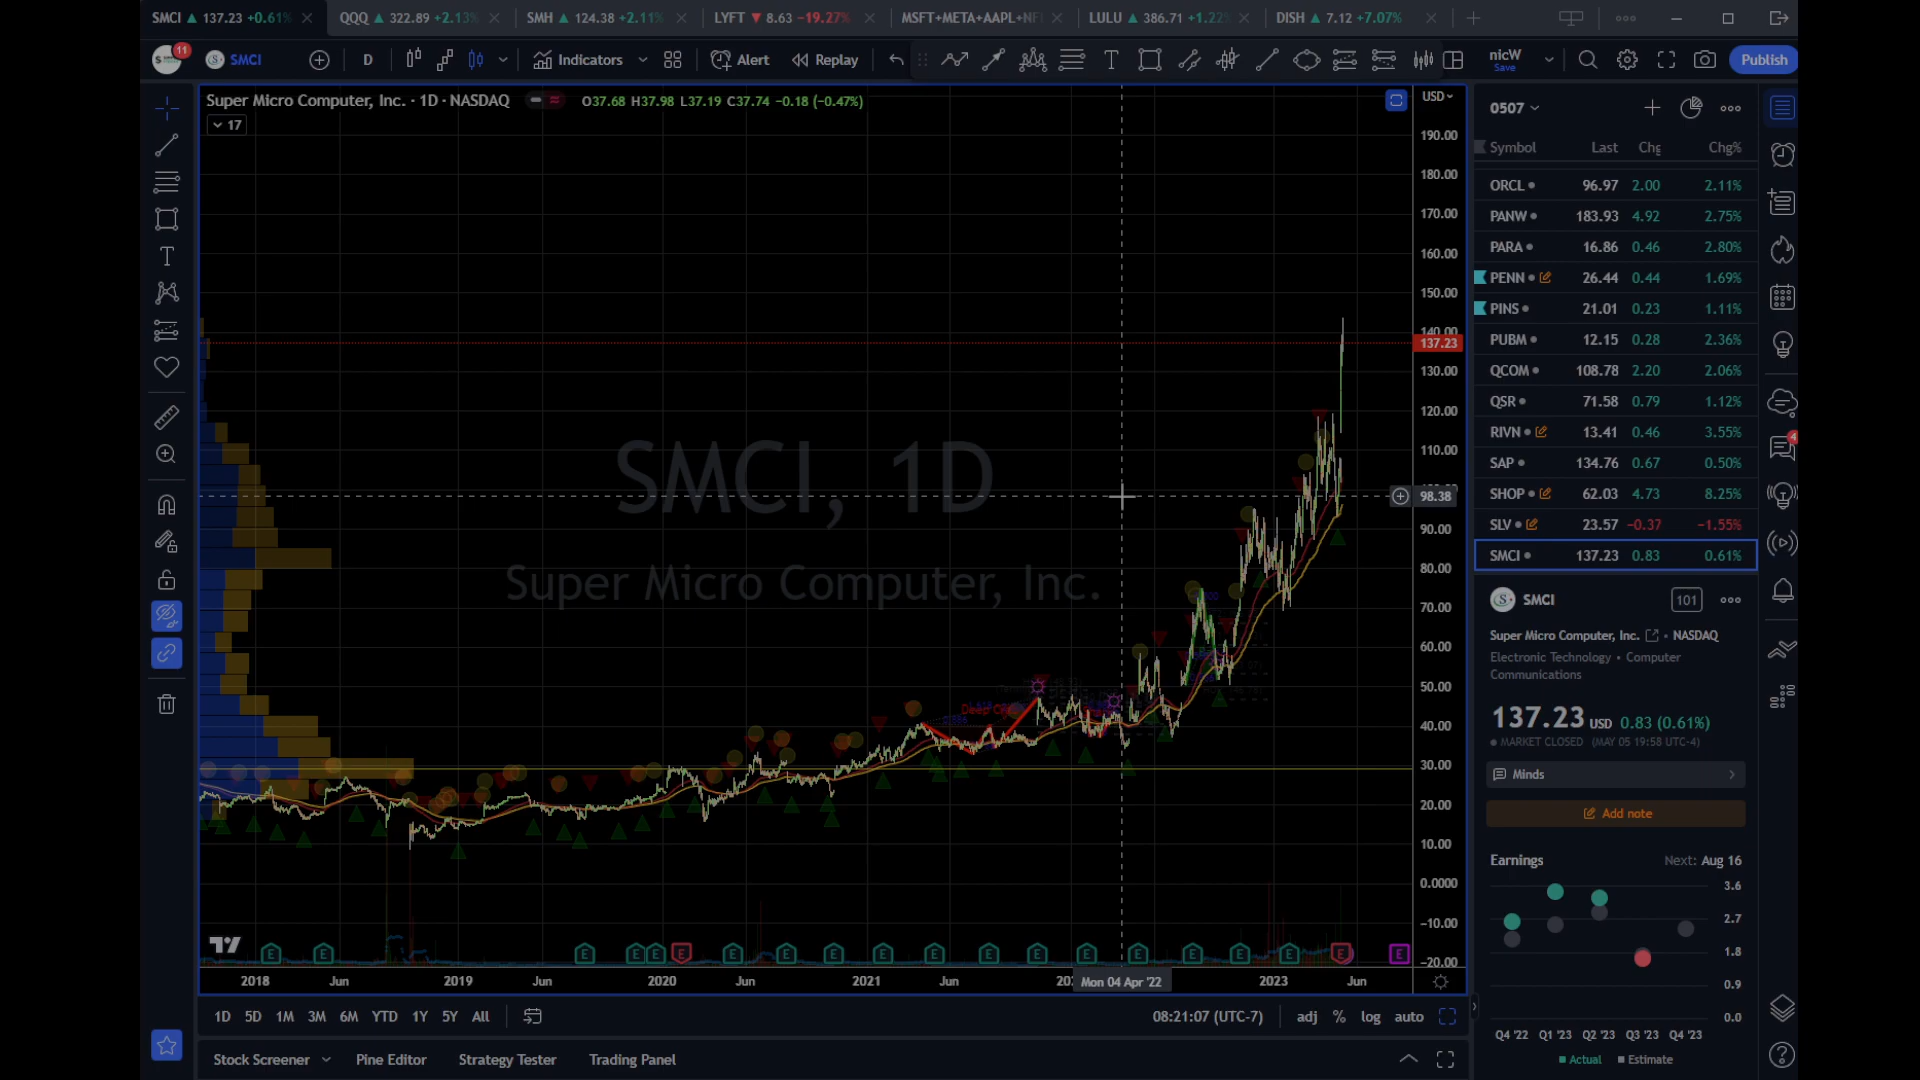 SMCI ▲ 137.23 +0.61%
QQQ ▲ 322.89 +2.13%
SMH ▲ 124.38 +2.11%
LYFT ▼ 8.63 −19.27%
MSFT+META+AAPL+NF
LULU ▲ 386.71 +1.22%
DISH ▲ 7.12 +7.07%
11
SMCI
D
Indicators
Alert
Replay
nicW
Save
Publish
Super Micro Computer, Inc. · 1D · NASDAQ
O37.68 H37.98 L37.19 C37.74 −0.18 (−0.47%)
17
USD
190.00
180.00
170.00
160.00
150.00
140.00
137.23
130.00
120.00
110.00
98.38
90.00
80.00
70.00
60.00
50.00
40.00
30.00
20.00
10.00
0.0000
−10.00
−20.00
SMCI, 1D
Super Micro Computer, Inc.
2018
Jun
2019
Jun
2020
Jun
2021
Jun
Mon 04 Apr '22
2023
Jun
1D 5D 1M 3M 6M YTD 1Y 5Y All
08:21:07 (UTC-7)
adj % log auto
Stock Screener
Pine Editor
Strategy Tester
Trading Panel
0507
Symbol Last Chg Chg%
ORCL 96.97 2.00 2.11%
PANW 183.93 4.92 2.75%
PARA 16.86 0.46 2.80%
PENN 26.44 0.44 1.69%
PINS 21.01 0.23 1.11%
PUBM 12.15 0.28 2.36%
QCOM 108.78 2.20 2.06%
QSR 71.58 0.79 1.12%
RIVN 13.41 0.46 3.55%
SAP 134.76 0.67 0.50%
SHOP 62.03 4.73 8.25%
SLV 23.57 −0.37 −1.55%
SMCI 137.23 0.83 0.61%
4
SMCI
101
Super Micro Computer, Inc. • NASDAQ
Electronic Technology • Computer
Communications
137.23 USD 0.83 (0.61%)
MARKET CLOSED (MAY 05 19:58 UTC-4)
Minds
Add note
Earnings
Next: Aug 16
3.6
2.7
1.8
0.9
0.0
Q4 '22 Q1 '23 Q2 '23 Q3 '23 Q4 '23
Actual
Estimate